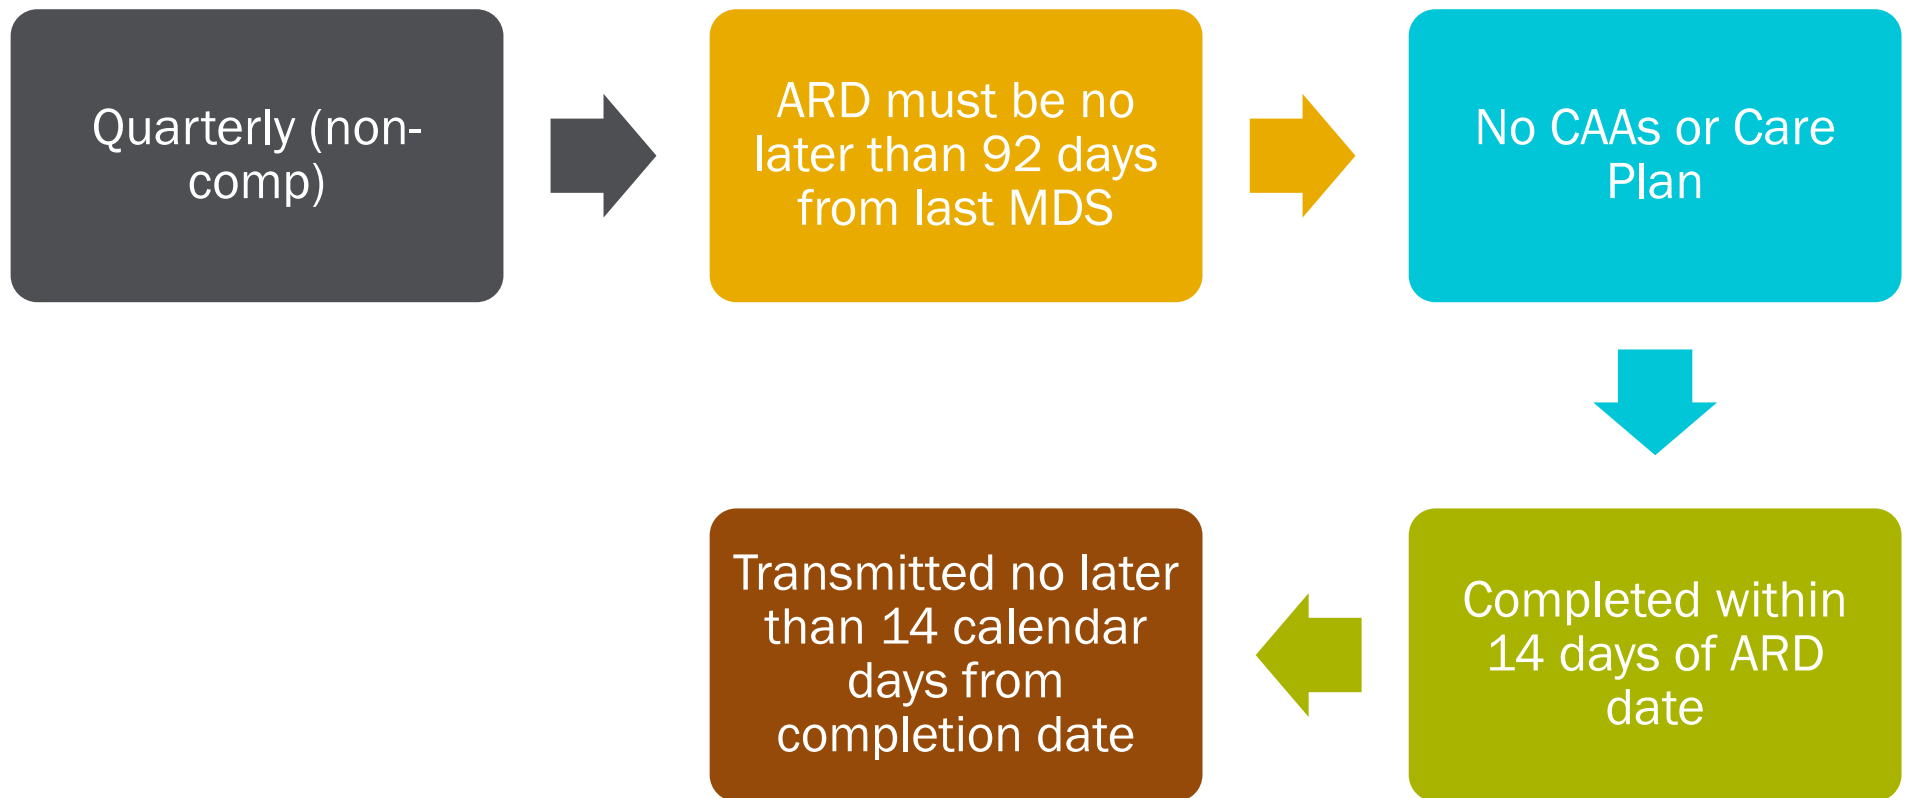 Quarterly (non-
comp)
ARD must be no
later than 92 days
from last MDS
No CAAs or Care
Plan
Completed within
14 days of ARD
date
Transmitted no later
than 14 calendar
days from
completion date